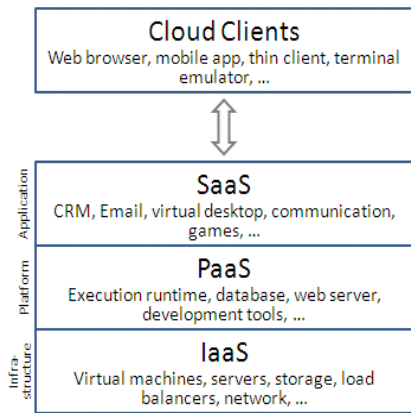 Cloud Clients
Web browser, mobile app, thin client, terminal
emulator, ...
Application
SaaS
CRM, Email, virtual desktop, communication,
games, ...
Platform
PaaS
Execution runtime, database, web server,
development tools, ...
Infra-
structure
IaaS
Virtual machines, servers, storage, load
balancers, network, ...